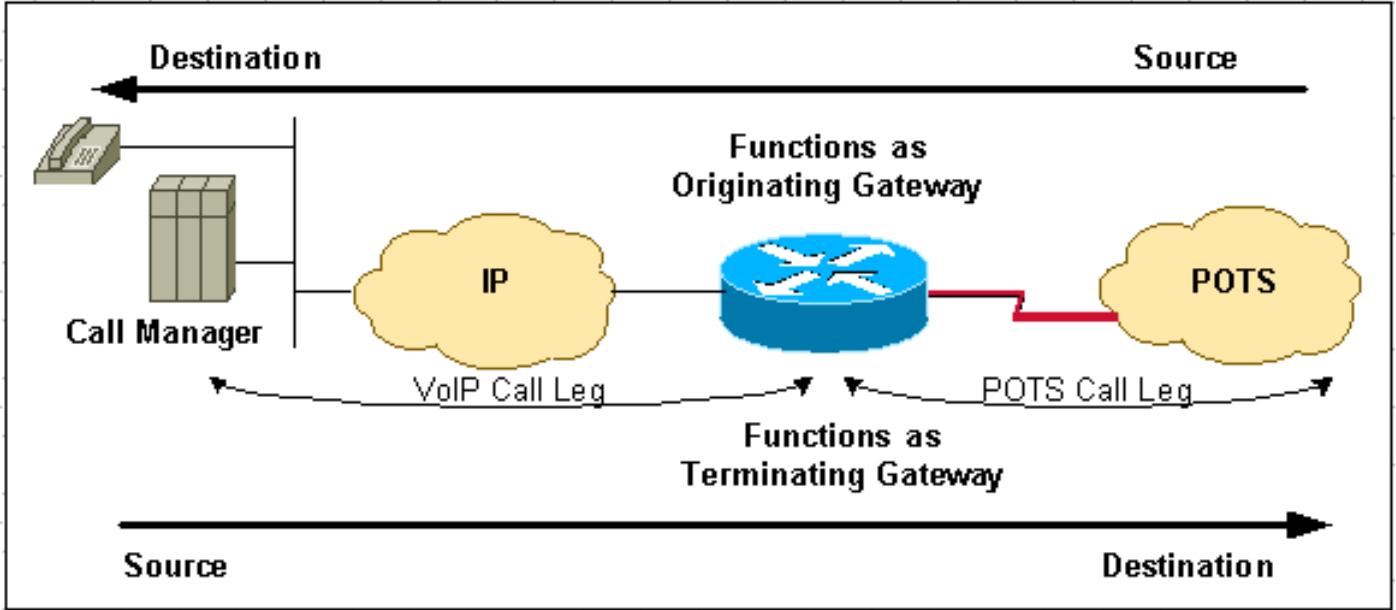 Destination
Source
Functions as
Originating Gateway
IP
POTS
Call Manager
VoIP Call Leg
POTS Call Leg
Functions as
Terminating Gateway
Source
Destination